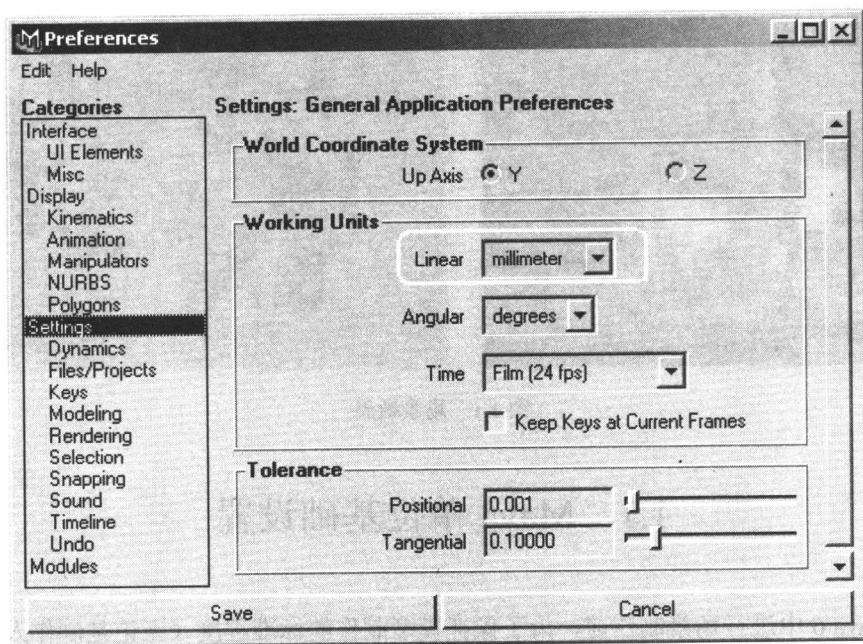 Preferences
Edit Help
Categories
Interface
UI Elements
Misc
Display
Kinematics
Animation
Manipulators
NURBS
Polygons
Settings
Dynamics
Files/Projects
Keys
Modeling
Rendering
Selection
Snapping
Sound
Timeline
Undo
Modules
Settings: General Application Preferences
World Coordinate System
Up Axis Y Z
Working Units
Linear millimeter
Angular degrees
Time Film (24 fps)
Keep Keys at Current Frames
Tolerance
Positional 0.001
Tangential 0.10000
Save Cancel